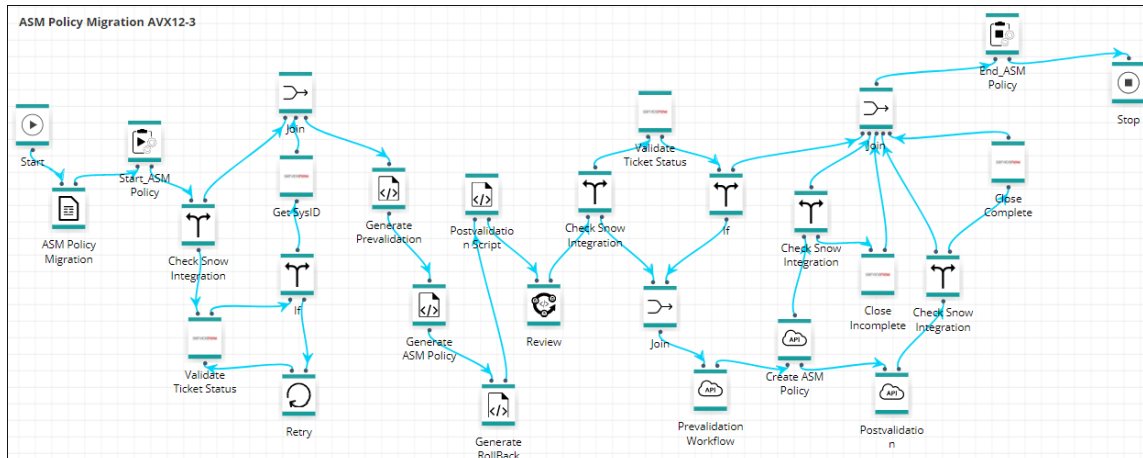 ASM Policy Migration AVX12-3
Start
ASM Policy
Migration
Start_ASM
Policy
Check Snow
Integration
Validate
Ticket Status
Join
Get SysID
If
Retry
Generate
Prevalidation
Generate
ASM Policy
Generate
RollBack
Postvalidatio
n Script
Review
Check Snow
Integration
Validate
Ticket Status
If
Join
Prevalidation
Workflow
API
Create ASM
Policy
API
Postvalidatio
n
API
Check Snow
Integration
Close
Incomplete
Check Snow
Integration
Close
Complete
Join
End_ASM
Policy
Stop